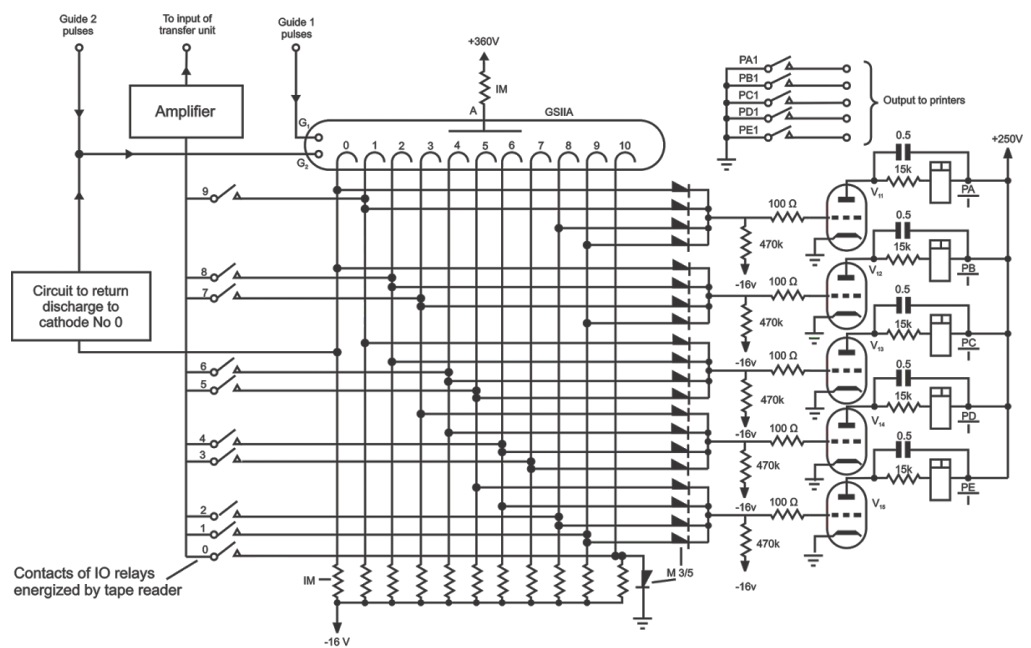 Guide 2
pulses
To input of
transfer unit
Guide 1
pulses
+360V
IM
A
GSIIA
Amplifier
G₁
G₂
0 1 2 3 4 5 6 7 8 9 10
PA1
PB1
PC1
PD1
PE1
Output to printers
+250V
9
8
7
6
5
4
3
2
1
0
Circuit to return
discharge to
cathode No 0
Contacts of IO relays
energized by tape reader
IM
-16 V
M 3/5
100 Ω
470k
-16v
V₁₁
0.5
15k
PA
I
100 Ω
470k
-16v
V₁₂
0.5
15k
PB
I
100 Ω
470k
-16v
V₁₃
0.5
15k
PC
I
100 Ω
470k
-16v
V₁₄
0.5
15k
PD
I
100 Ω
470k
-16v
V₁₅
0.5
15k
PE
I